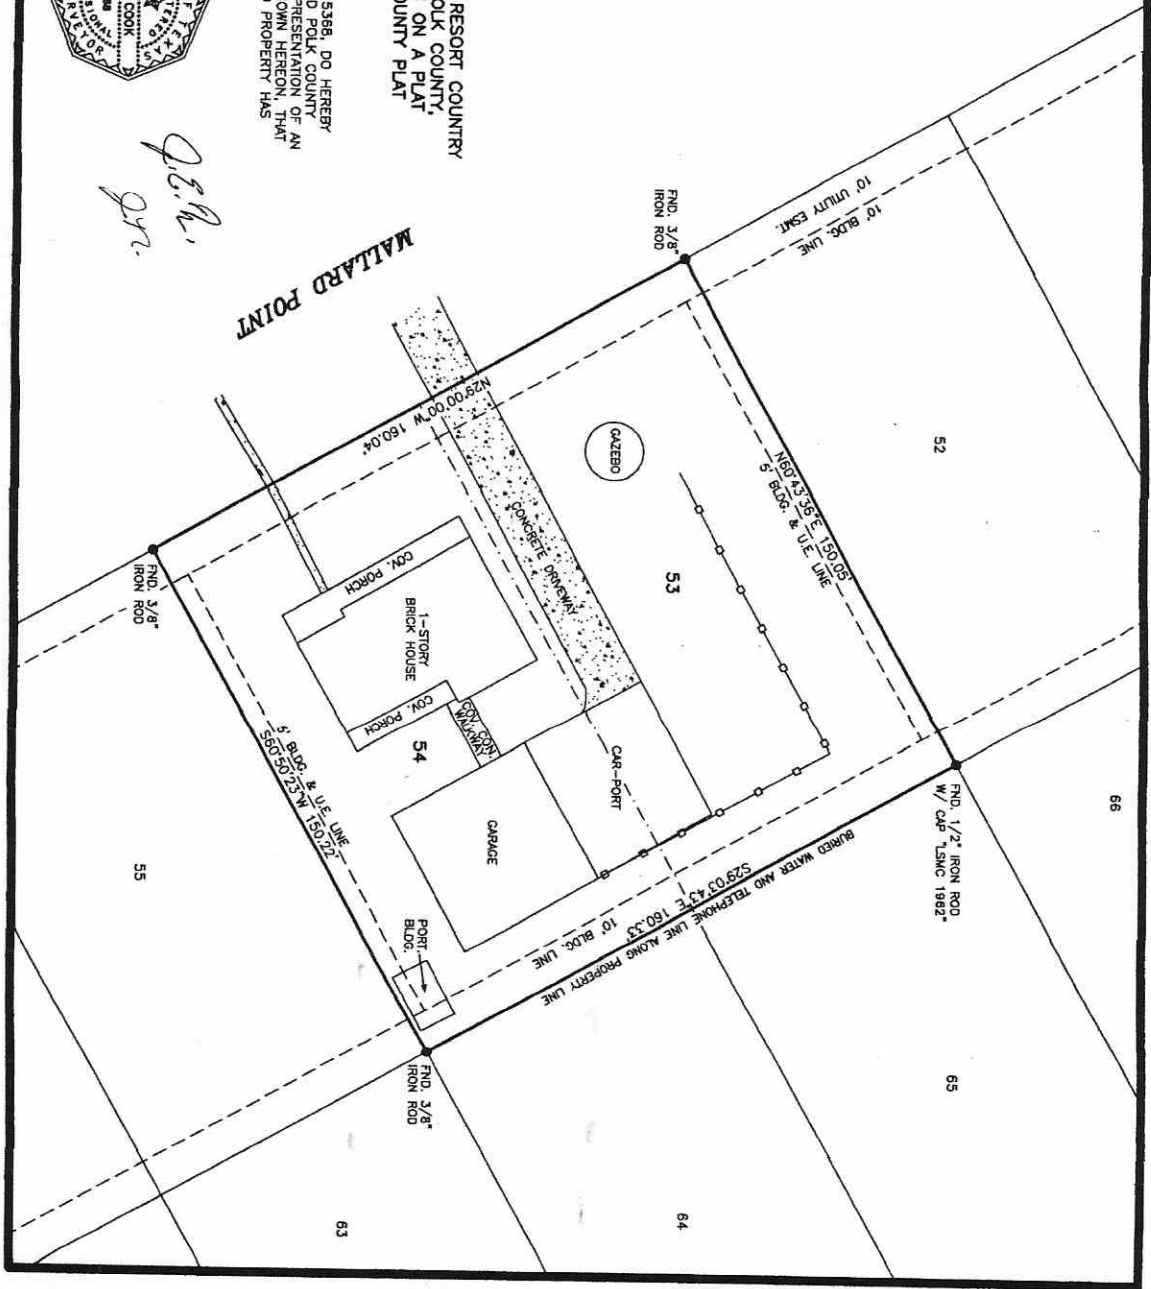 RESORT COUNTRY
OLK COUNTY,
ON A PLAT
OUNTY PLAT
5368, DO HEREBY
D POLK COUNTY
PRESENTATION OF AN
OWN HEREON, THAT
PROPERTY HAS
F TEXAS
TERED
COOK
SIONAL
RVEYOR
MALLARD POINT
10' UTILITY ESMT.
10' BLDG. LINE
FND. 3/8"
IRON ROD
N60°43'36"E 150.05'
5' BLDG. & U.E. LINE
52
FND. 1/2" IRON ROD
W/ CAP "LSMC 1962"
66
N29°00'00"W 160.04'
GAZEBO
53
CONCRETE DRIVEWAY
COV. PORCH
1-STORY
BRICK HOUSE
COV. PORCH
COV. CON.
WALKWAY
54
CAR-PORT
GARAGE
BURIED WATER AND TELEPHONE LINE ALONG PROPERTY LINE
S29°03'43"E 160.33'
10' BLDG. LINE
65
FND. 3/8"
IRON ROD
5' BLDG. & U.E. LINE
S60°50'23"W 150.22'
55
PORT.
BLDG.
FND. 3/8"
IRON ROD
64
63